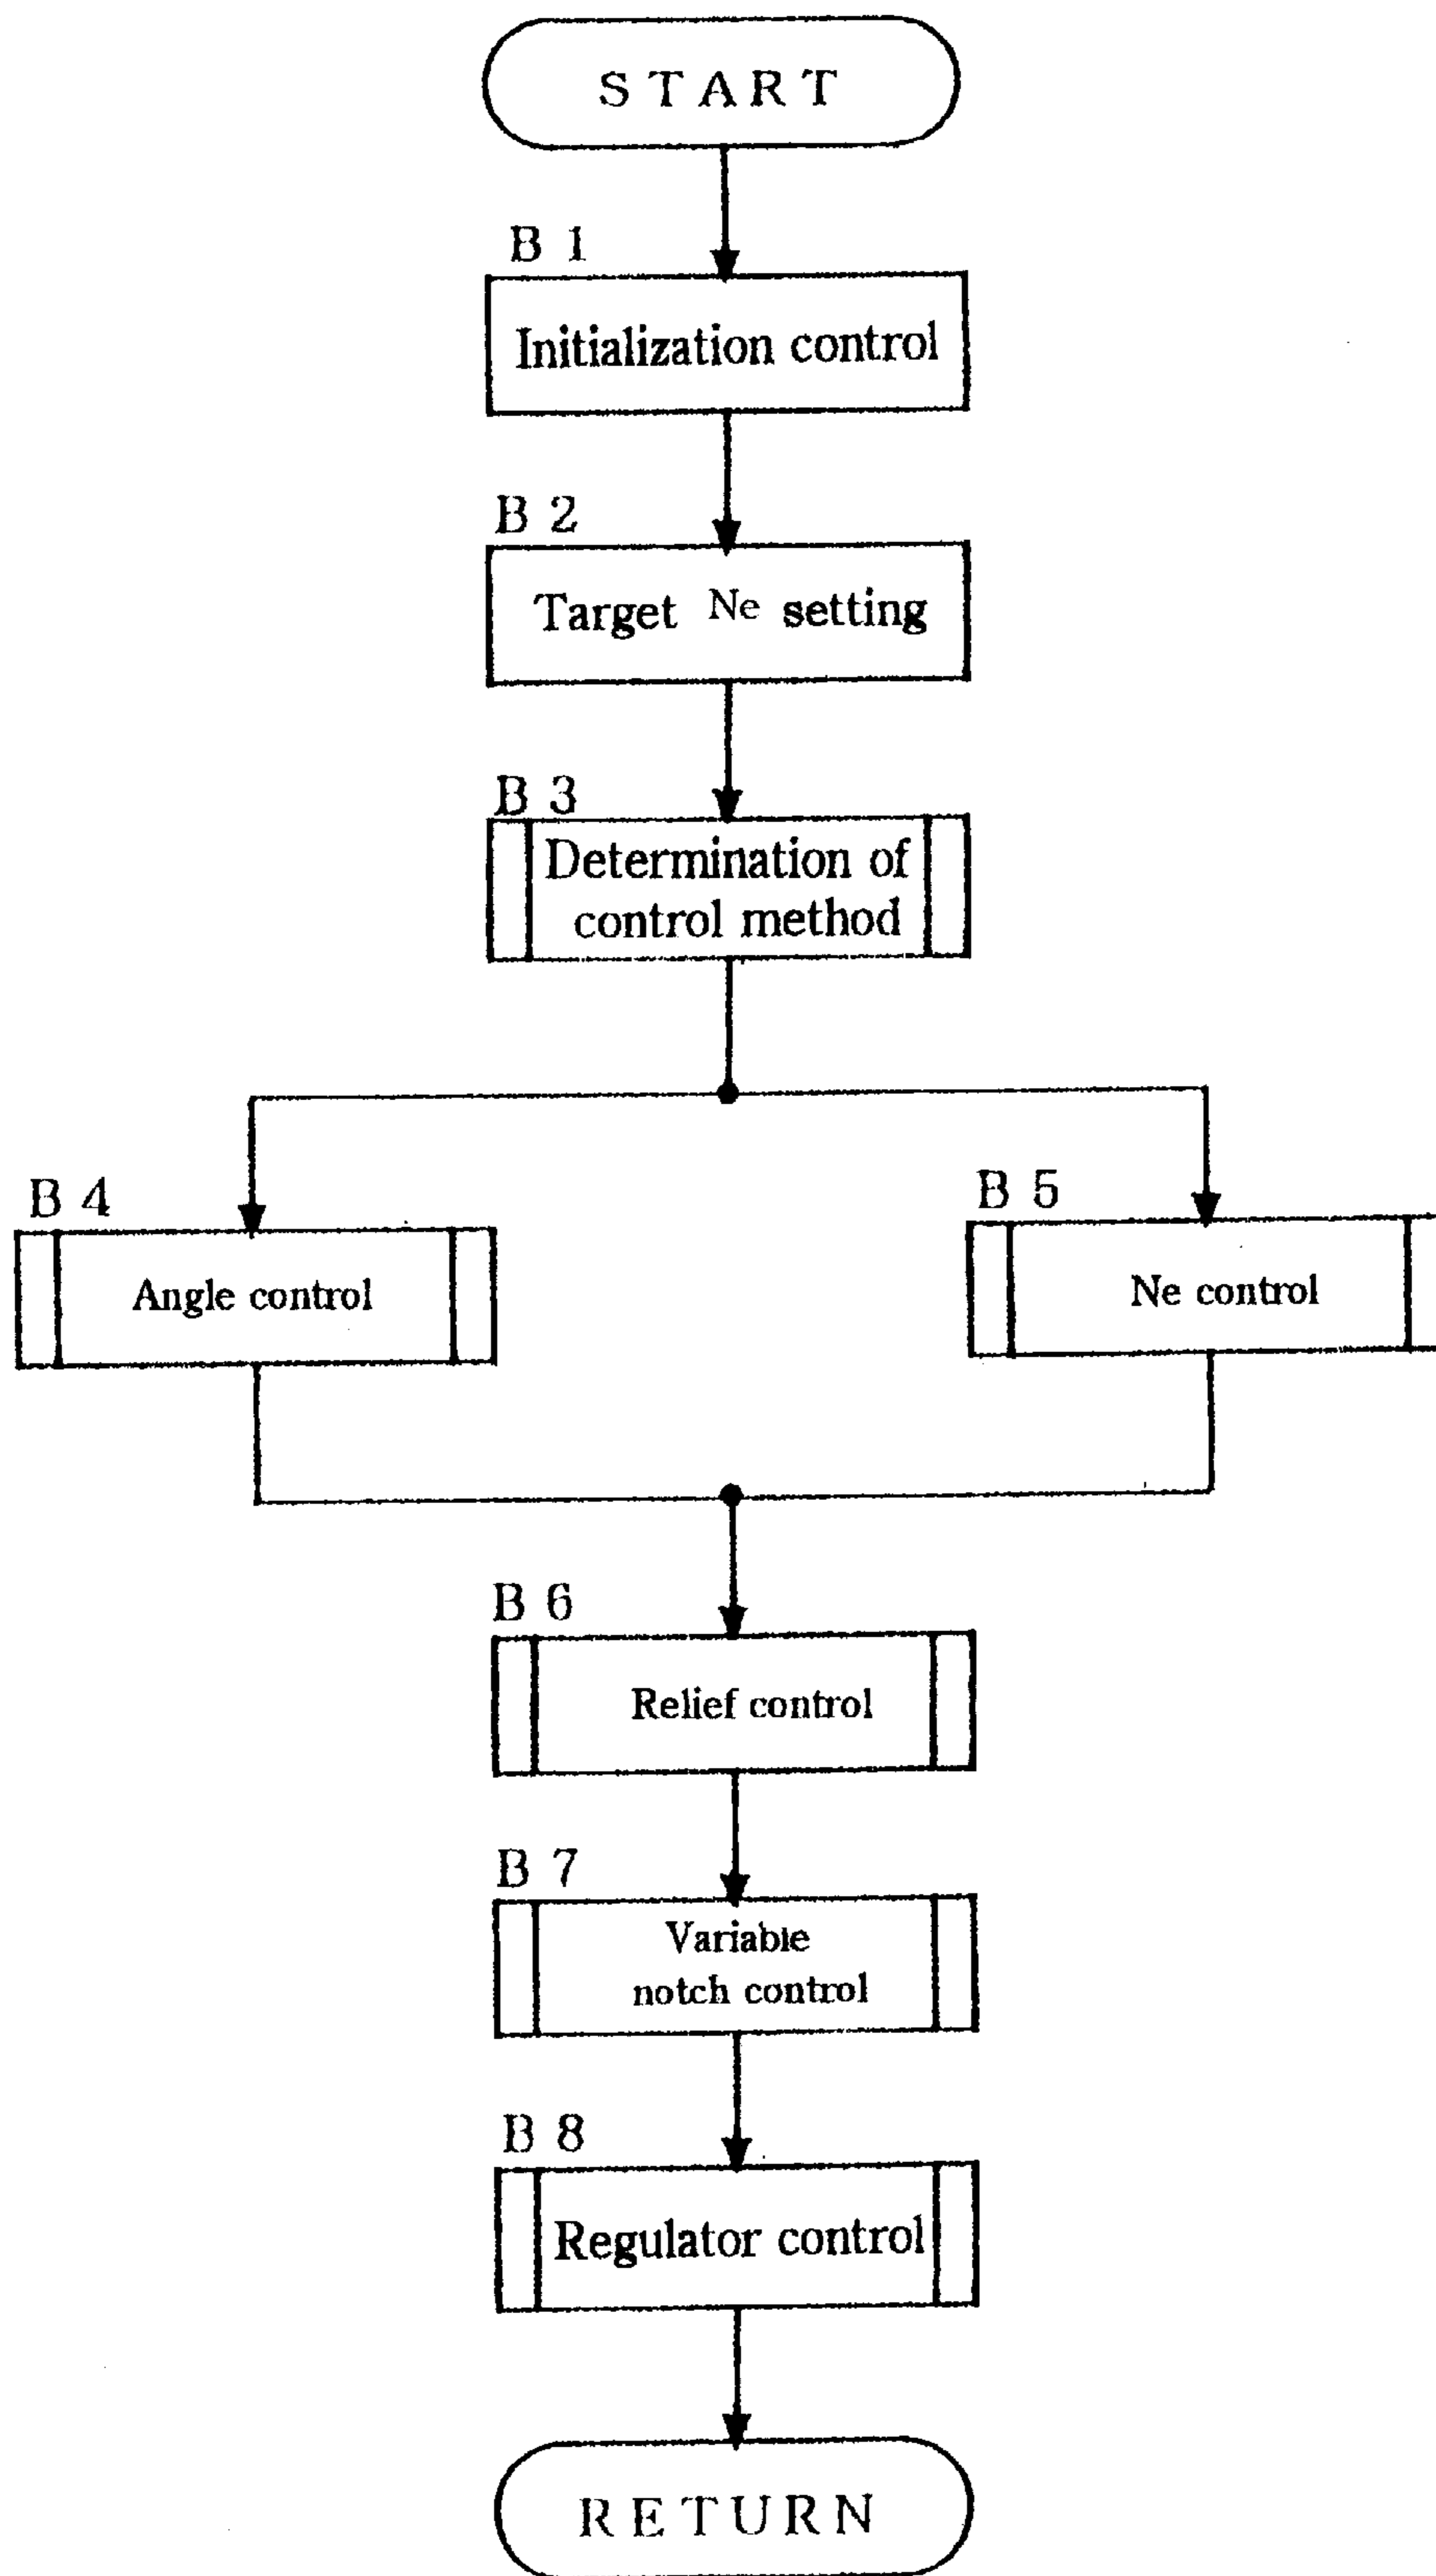 START
B 1
Initialization control
B 2
Target Ne setting
B 3
Determination of
control method
B 4
Angle control
B 5
Ne control
B 6
Relief control
B 7
Variable
notch control
B 8
Regulator control
RETURN